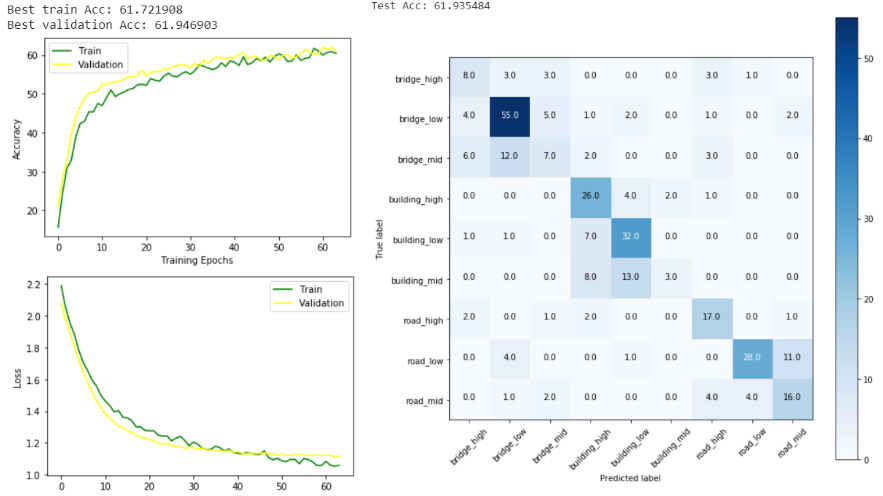 Best train Acc: 61.721908
Best validation Acc: 61.946903
Train
Validation
60
50
40
30
20
Accuracy
0 10 20 30 40 50 60
Training Epochs
Train
Validation
2.2
2.0
1.8
1.6
1.4
1.2
1.0
Loss
0 10 20 30 40 50 60
Test Acc: 61.935484
bridge_high 8.0 3.0 3.0 0.0 0.0 0.0 3.0 1.0 0.0
bridge_low 4.0 55.0 5.0 1.0 2.0 0.0 1.0 0.0 2.0
bridge_mid 6.0 12.0 7.0 2.0 0.0 0.0 3.0 0.0 0.0
building_high 0.0 0.0 0.0 26.0 4.0 2.0 1.0 0.0 0.0
building_low 1.0 1.0 0.0 7.0 32.0 0.0 0.0 0.0 0.0
building_mid 0.0 0.0 0.0 8.0 13.0 3.0 0.0 0.0 0.0
road_high 2.0 0.0 1.0 2.0 0.0 0.0 17.0 0.0 1.0
road_low 0.0 4.0 0.0 0.0 1.0 0.0 0.0 28.0 11.0
road_mid 0.0 1.0 2.0 0.0 0.0 0.0 4.0 4.0 16.0
True label
bridge_high bridge_low bridge_mid building_high building_low building_mid road_high road_low road_mid
Predicted label
50
40
30
20
10
0